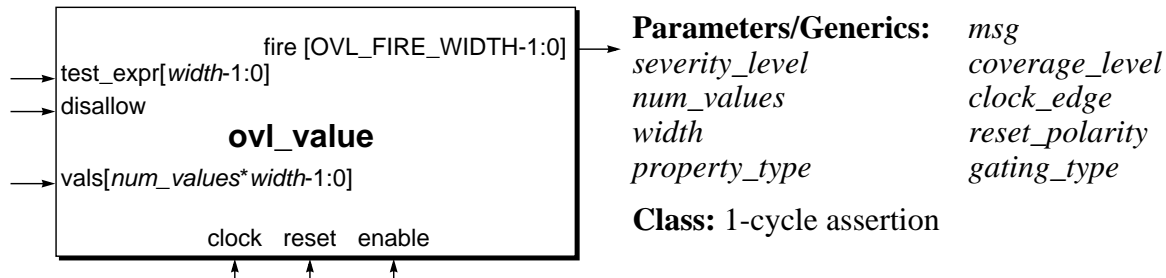 fire [OVL_FIRE_WIDTH-1:0]
test_expr[width-1:0]
disallow
ovl_value
vals[num_values*width-1:0]
clock reset enable
Parameters/Generics: msg
severity_level coverage_level
num_values clock_edge
width reset_polarity
property_type gating_type
Class: 1-cycle assertion